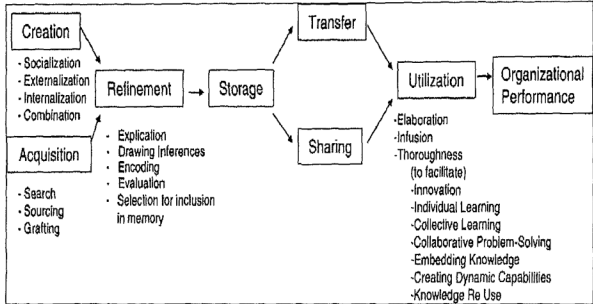 Creation
· Socialization
· Externalization
· Internalization
· Combination
Acquisition
· Search
· Sourcing
· Grafting
Refinement
· Explication
· Drawing Inferences
· Encoding
· Evaluation
· Selection for inclusion
in memory
Storage
Transfer
Sharing
Utilization
-Elaboration
-Infusion
-Thoroughness
(to facilitate)
-Innovation
-Individual Learning
-Collective Learning
-Collaborative Problem-Solving
-Embedding Knowledge
-Creating Dynamic Capabilities
-Knowledge Re Use
Organizational
Performance